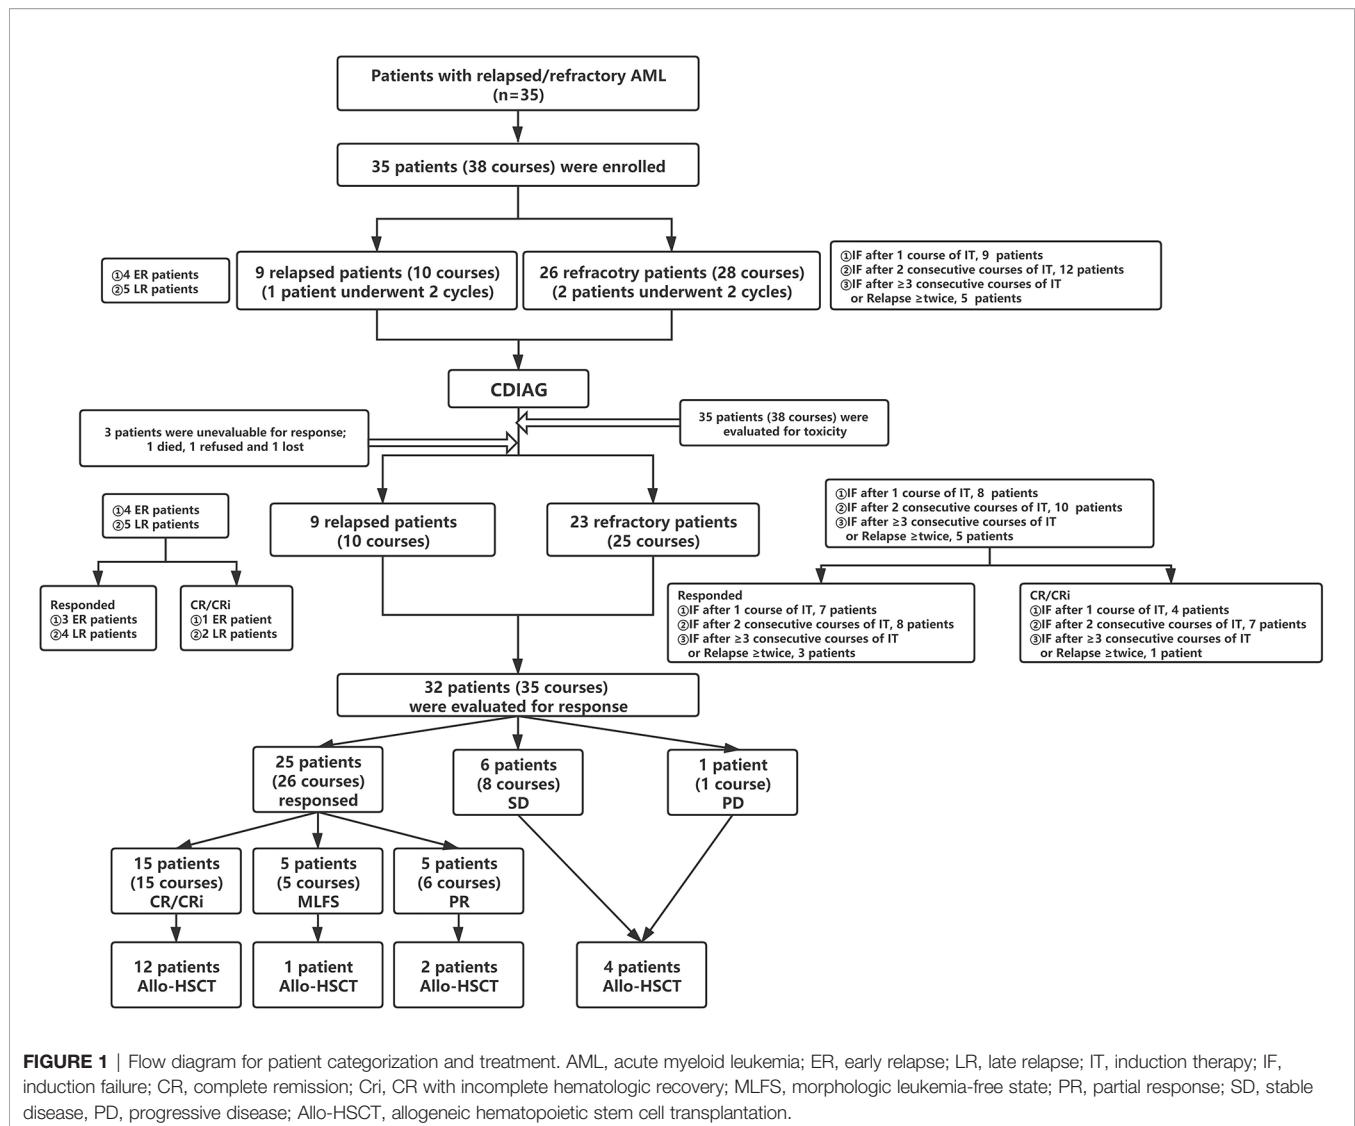 Patients with relapsed/refractory AML
(n=35)
35 patients (38 courses) were enrolled
①4 ER patients
②5 LR patients
9 relapsed patients (10 courses)
(1 patient underwent 2 cycles)
26 refracotry patients (28 courses)
(2 patients underwent 2 cycles)
①IF after 1 course of IT, 9 patients
②IF after 2 consecutive courses of IT, 12 patients
③IF after ≥3 consecutive courses of IT
or Relapse ≥twice, 5 patients
CDIAG
3 patients were unevaluable for response;
1 died, 1 refused and 1 lost
35 patients (38 courses) were
evaluated for toxicity
①4 ER patients
②5 LR patients
9 relapsed patients
(10 courses)
23 refractory patients
(25 courses)
①IF after 1 course of IT, 8 patients
②IF after 2 consecutive courses of IT, 10 patients
③IF after ≥3 consecutive courses of IT
or Relapse ≥twice, 5 patients
Responded
①3 ER patients
②4 LR patients
CR/CRi
①1 ER patient
②2 LR patients
Responded
①IF after 1 course of IT, 7 patients
②IF after 2 consecutive courses of IT, 8 patients
③IF after ≥3 consecutive courses of IT
or Relapse ≥twice, 3 patients
CR/CRi
①IF after 1 course of IT, 4 patients
②IF after 2 consecutive courses of IT, 7 patients
③IF after ≥3 consecutive courses of IT
or Relapse ≥twice, 1 patient
32 patients (35 courses)
were evaluated for response
25 patients
(26 courses)
responsed
6 patients
(8 courses)
SD
1 patient
(1 course)
PD
15 patients
(15 courses)
CR/CRi
5 patients
(5 courses)
MLFS
5 patients
(6 courses)
PR
12 patients
Allo-HSCT
1 patient
Allo-HSCT
2 patients
Allo-HSCT
4 patients
Allo-HSCT
FIGURE 1 | Flow diagram for patient categorization and treatment. AML, acute myeloid leukemia; ER, early relapse; LR, late relapse; IT, induction therapy; IF,
induction failure; CR, complete remission; Cri, CR with incomplete hematologic recovery; MLFS, morphologic leukemia-free state; PR, partial response; SD, stable
disease, PD, progressive disease; Allo-HSCT, allogeneic hematopoietic stem cell transplantation.